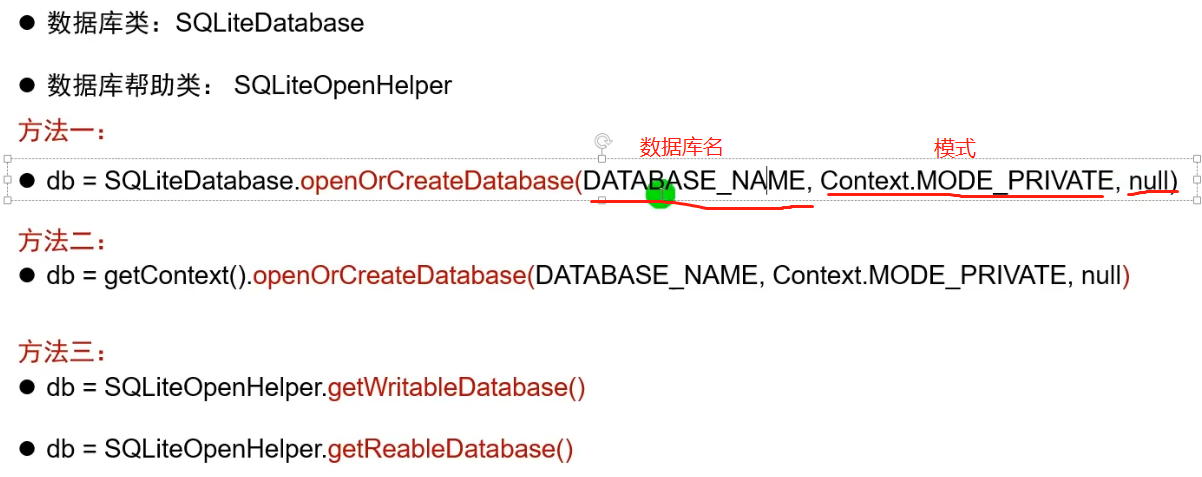 ● 数据库类：SQLiteDatabase
● 数据库帮助类： SQLiteOpenHelper
方法一：
数据库名 模式
● db = SQLiteDatabase.openOrCreateDatabase(DATABASE_NAME, Context.MODE_PRIVATE, null)
方法二：
● db = getContext().openOrCreateDatabase(DATABASE_NAME, Context.MODE_PRIVATE, null)
方法三：
● db = SQLiteOpenHelper.getWritableDatabase()
● db = SQLiteOpenHelper.getReableDatabase()